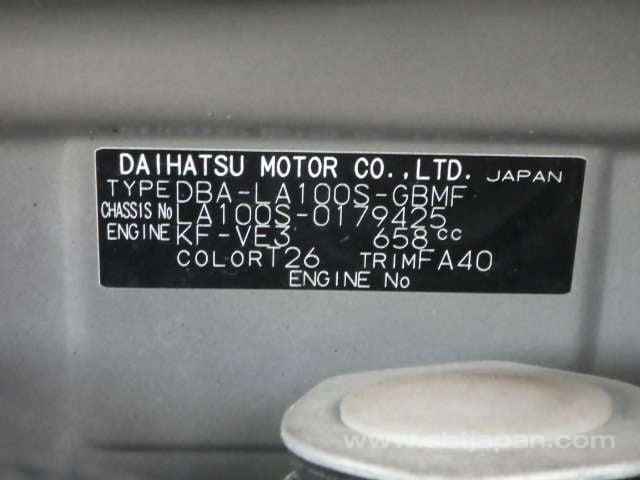 DAIHATSU MOTOR CO.,LTD. JAPAN
TYPE DBA-LA100S-GBMF
CHASSIS No LA100S-0179425
ENGINE KF-VE3 658cc
COLOR T26 TRIM FA40
ENGINE No
www.sbtjapan.com